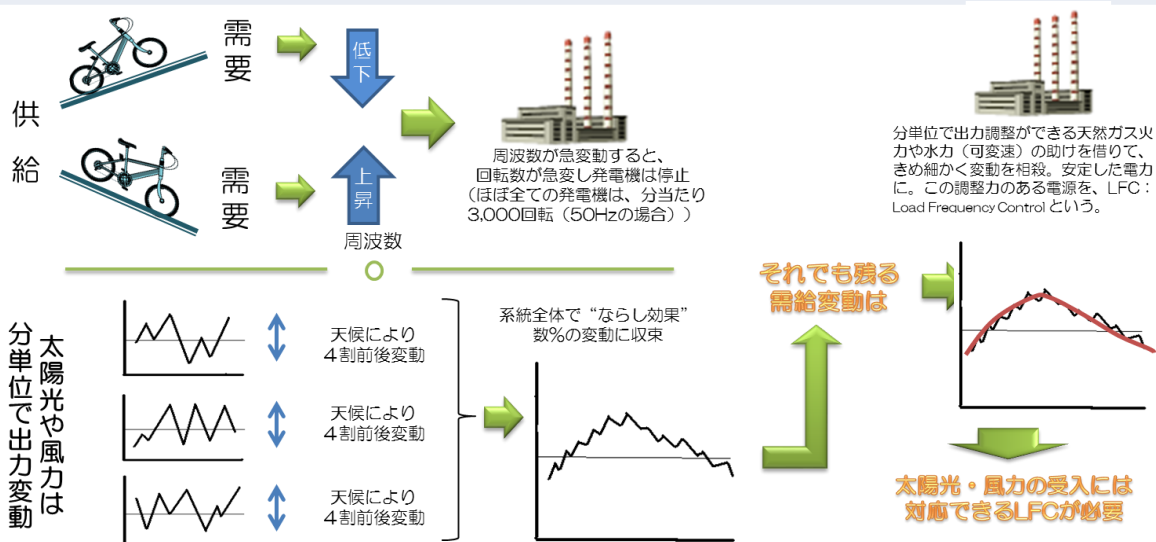 供給
需要
需要
低下
上昇
周波数
周波数が急変動すると、
回転数が急変し発電機は停止
(ほぼ全ての発電機は、分当たり
3,000回転(50Hzの場合))
分単位で出力調整ができる天然ガス火
力や水力(可変速)の助けを借りて、
きめ細かく変動を相殺。安定した電力
に。この調整力のある電源を、LFC:
Load Frequency Control という。
太陽光や風力は
分単位で出力変動
天候により
4割前後変動
天候により
4割前後変動
天候により
4割前後変動
系統全体で“ならし効果”
数%の変動に収束
それでも残る
需給変動は
太陽光・風力の受入には
対応できるLFCが必要